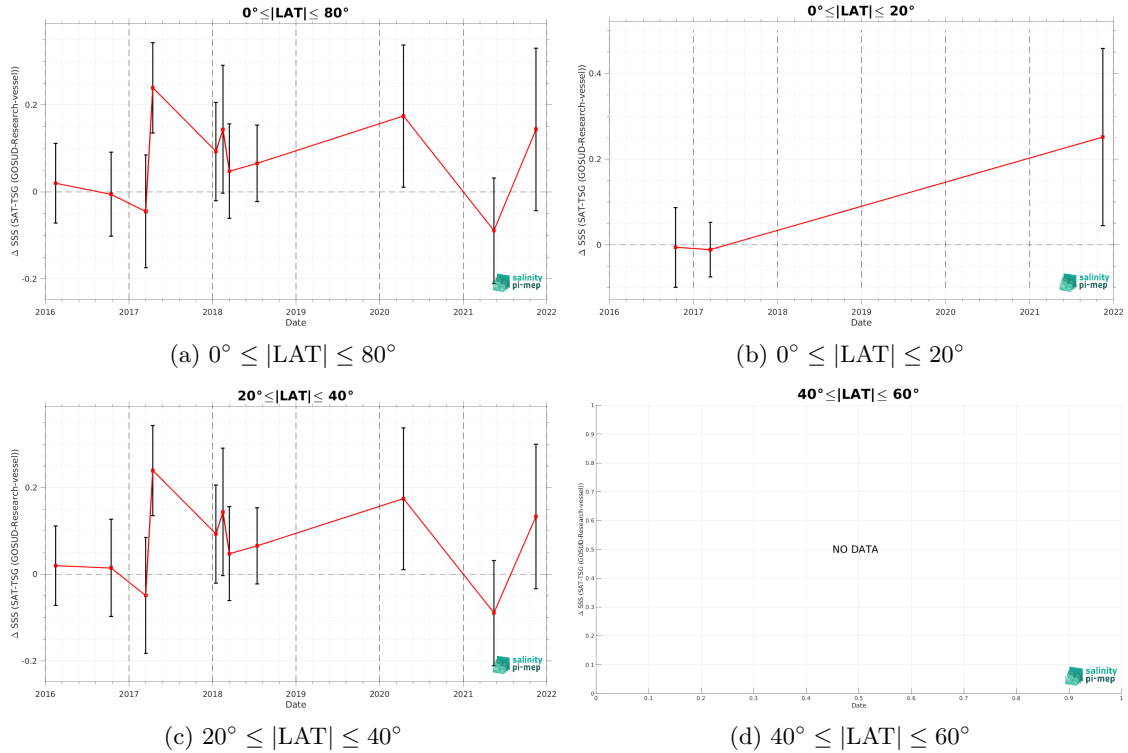 0°≤|LAT|≤ 80°
Δ SSS (SAT-TSG (GOSUD-Research-vessel))
0.2
0
-0.2
2016 2017 2018 2019 2020 2021 2022
Date
salinity
pi-mep
(a) 0° ≤ |LAT| ≤ 80°
0°≤|LAT|≤ 20°
Δ SSS (SAT-TSG (GOSUD-Research-vessel))
0.4
0.2
0
2016 2017 2018 2019 2020 2021 2022
Date
salinity
pi-mep
(b) 0° ≤ |LAT| ≤ 20°
20°≤|LAT|≤ 40°
Δ SSS (SAT-TSG (GOSUD-Research-vessel))
0.2
0
-0.2
2016 2017 2018 2019 2020 2021 2022
Date
salinity
pi-mep
(c) 20° ≤ |LAT| ≤ 40°
40°≤|LAT|≤ 60°
Δ SSS (SAT-TSG (GOSUD-Research-vessel))
1
0.9
0.8
0.7
0.6
0.5
0.4
0.3
0.2
0.1
0
NO DATA
0 0.1 0.2 0.3 0.4 0.5 0.6 0.7 0.8 0.9 1
Date
salinity
pi-mep
(d) 40° ≤ |LAT| ≤ 60°